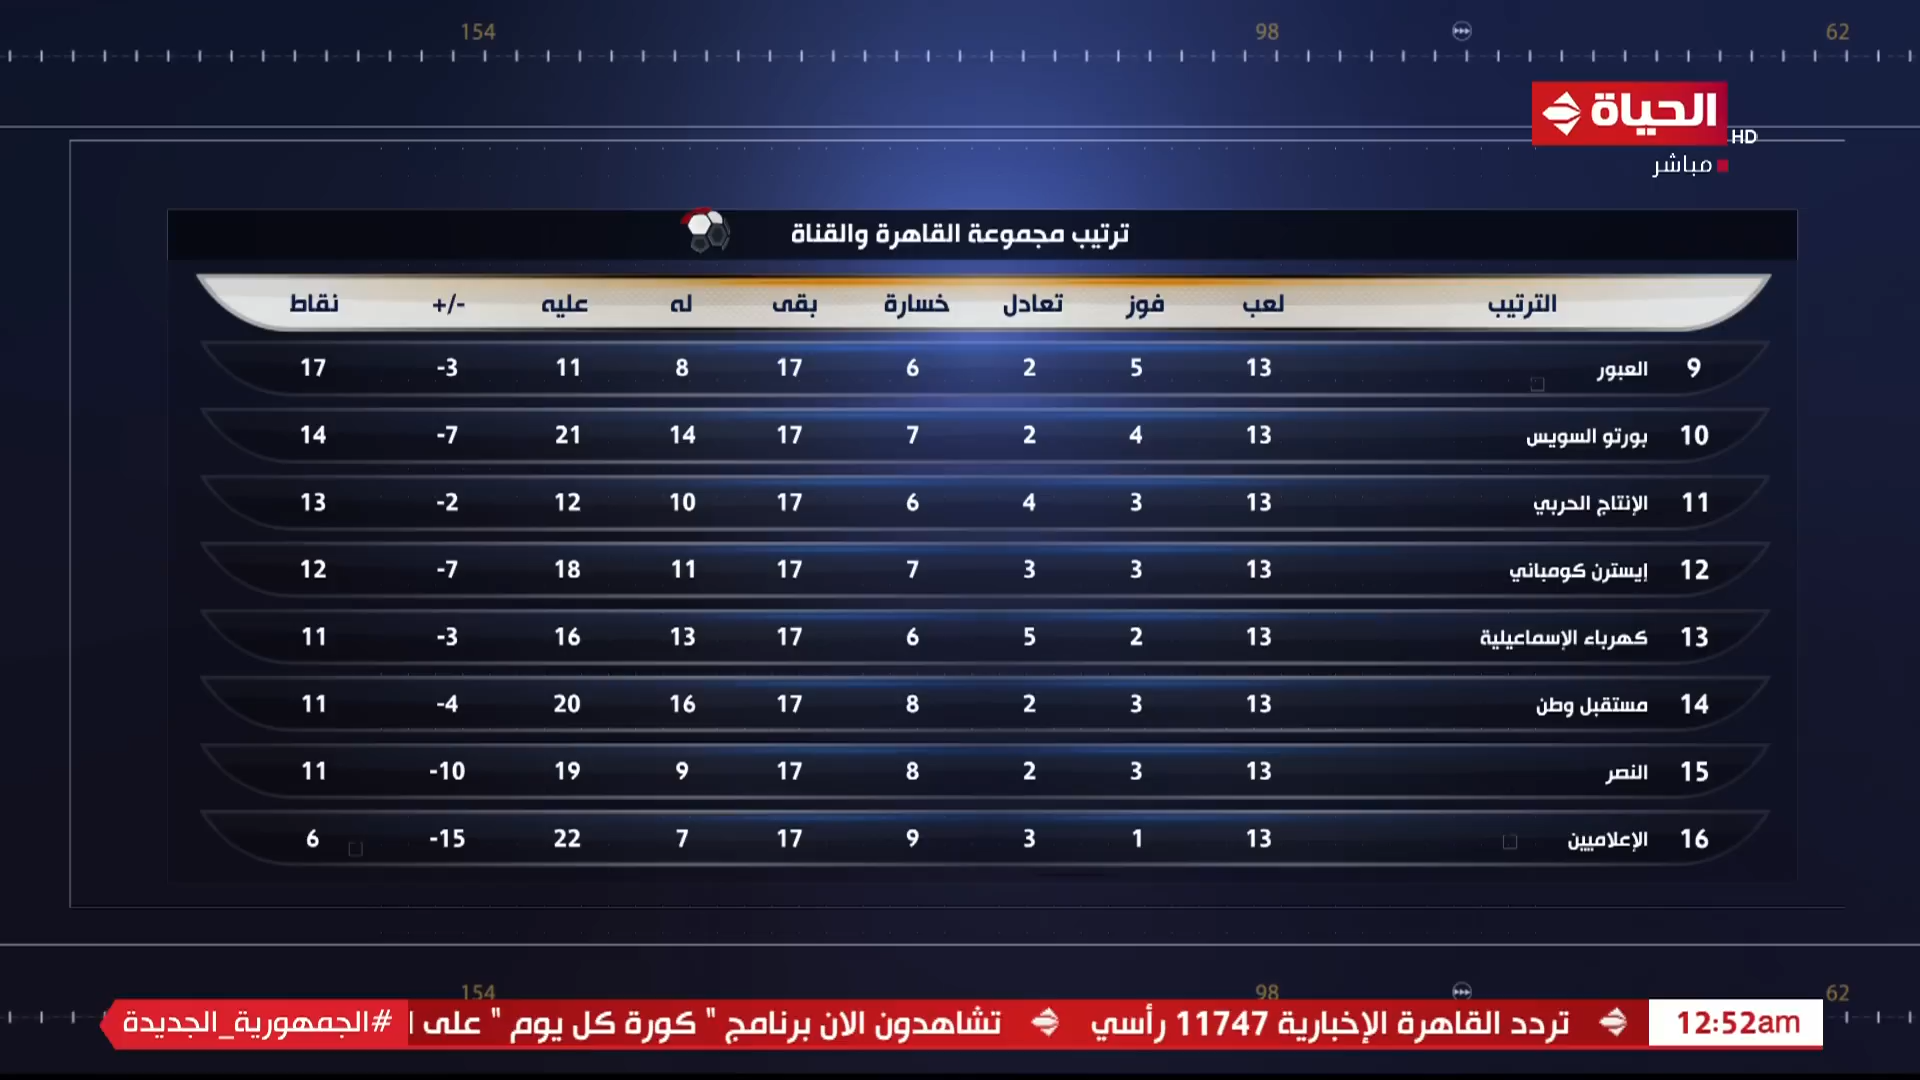 154 98 62
الحياة
HD
مباشر
ترتيب مجموعة القاهرة والقناة
الترتيب لعب فوز تعادل خسارة بقى له عليه +/- نقاط
9 العبور 13 5 2 6 17 8 11 -3 17
10 بورتو السويس 13 4 2 7 17 14 21 -7 14
11 الإنتاج الحربي 13 3 4 6 17 10 12 -2 13
12 إيسترن كومباني 13 3 3 7 17 11 18 -7 12
13 كهرباء الإسماعيلية 13 2 5 6 17 13 16 -3 11
14 مستقبل وطن 13 3 2 8 17 16 20 -4 11
15 النصر 13 3 2 8 17 9 19 -10 11
16 الإعلاميين 13 1 3 9 17 7 22 -15 6
154 98 62
12:52am تردد القاهرة الإخبارية 11747 رأسي تشاهدون الان برنامج " كورة كل يوم " على ا #الجمهورية_الجديدة